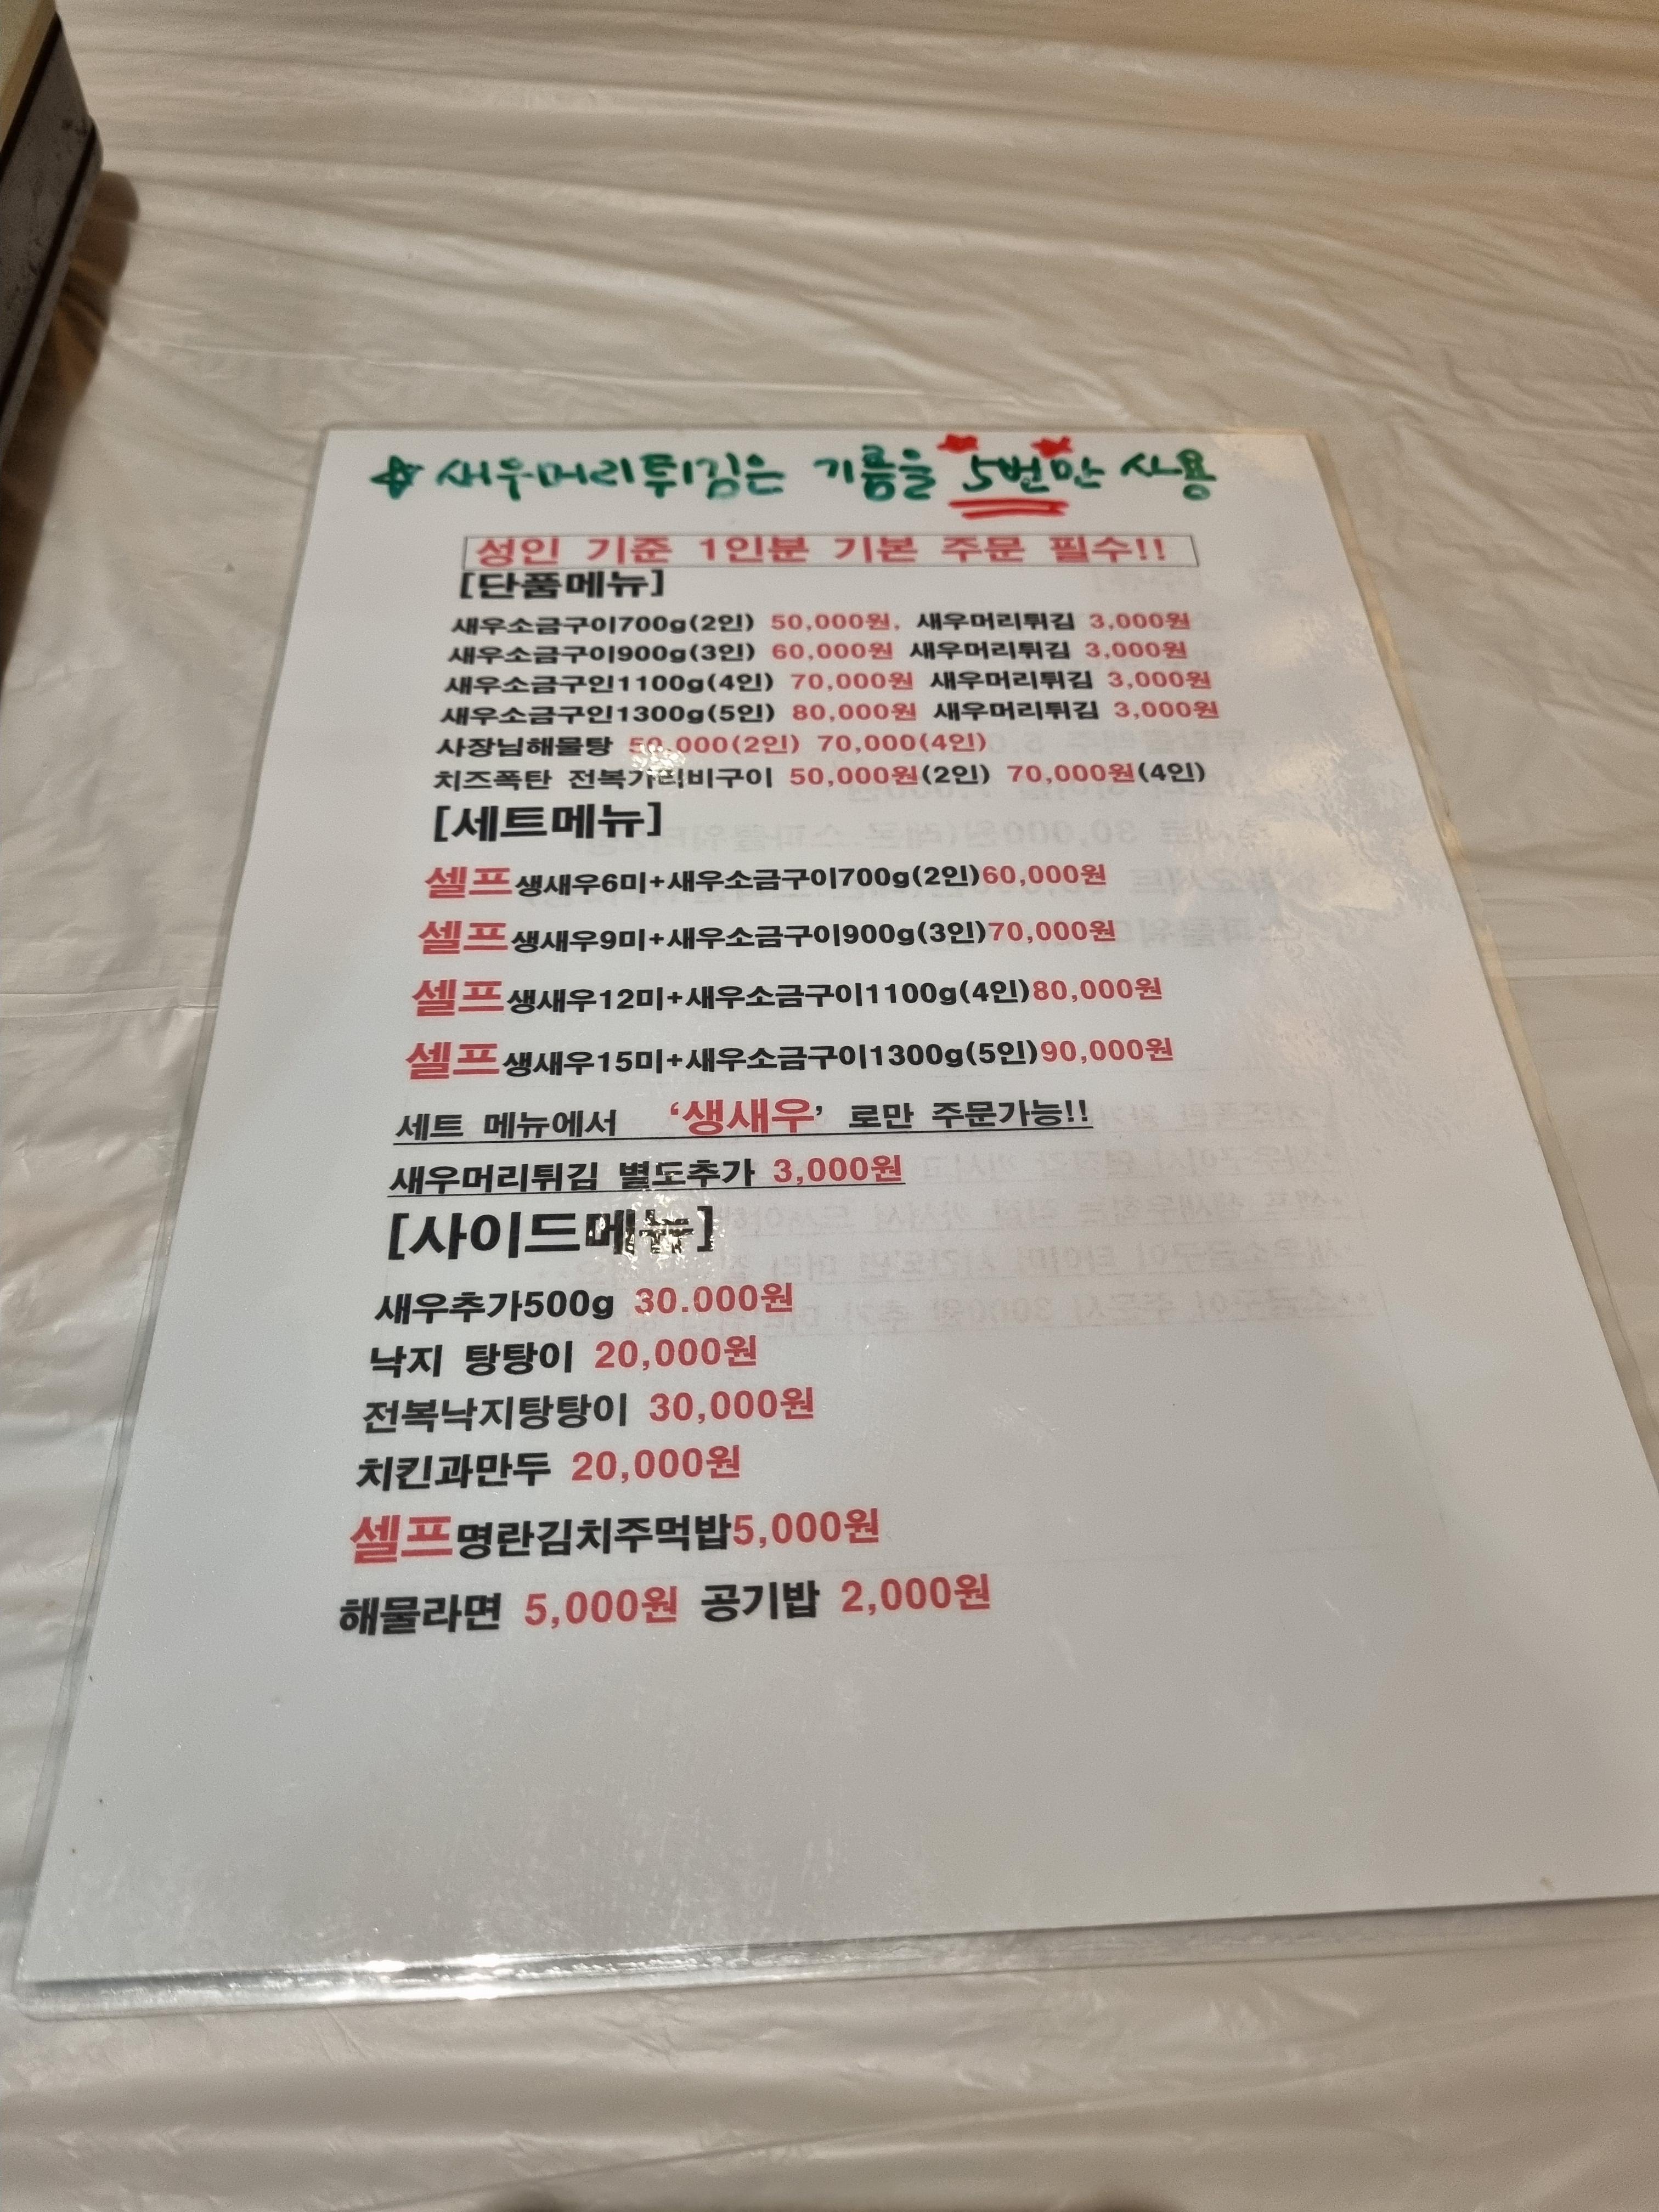 ☆ 새우머리튀김은 기름을 5번만 사용
성인 기준 1인분 기본 주문 필수!!
[단품메뉴]
새우소금구이700g(2인) 50,000원, 새우머리튀김 3,000원
새우소금구이900g(3인) 60,000원 새우머리튀김 3,000원
새우소금구인1100g(4인) 70,000원 새우머리튀김 3,000원
새우소금구인1300g(5인) 80,000원 새우머리튀김 3,000원
사장님해물탕 50,000(2인) 70,000(4인)
치즈폭탄 전복가리비구이 50,000원(2인) 70,000원(4인)
[세트메뉴]
셀프생새우6미+새우소금구이700g(2인)60,000원
셀프생새우9미+새우소금구이900g(3인)70,000원
셀프생새우12미+새우소금구이1100g(4인)80,000원
셀프생새우15미+새우소금구이1300g(5인)90,000원
세트 메뉴에서 ‘생새우’ 로만 주문가능!!
새우머리튀김 별도추가 3,000원
[사이드메뉴]
새우추가500g 30.000원
낙지 탕탕이 20,000원
전복낙지탕탕이 30,000원
치킨과만두 20,000원
셀프명란김치주먹밥5,000원
해물라면 5,000원 공기밥 2,000원